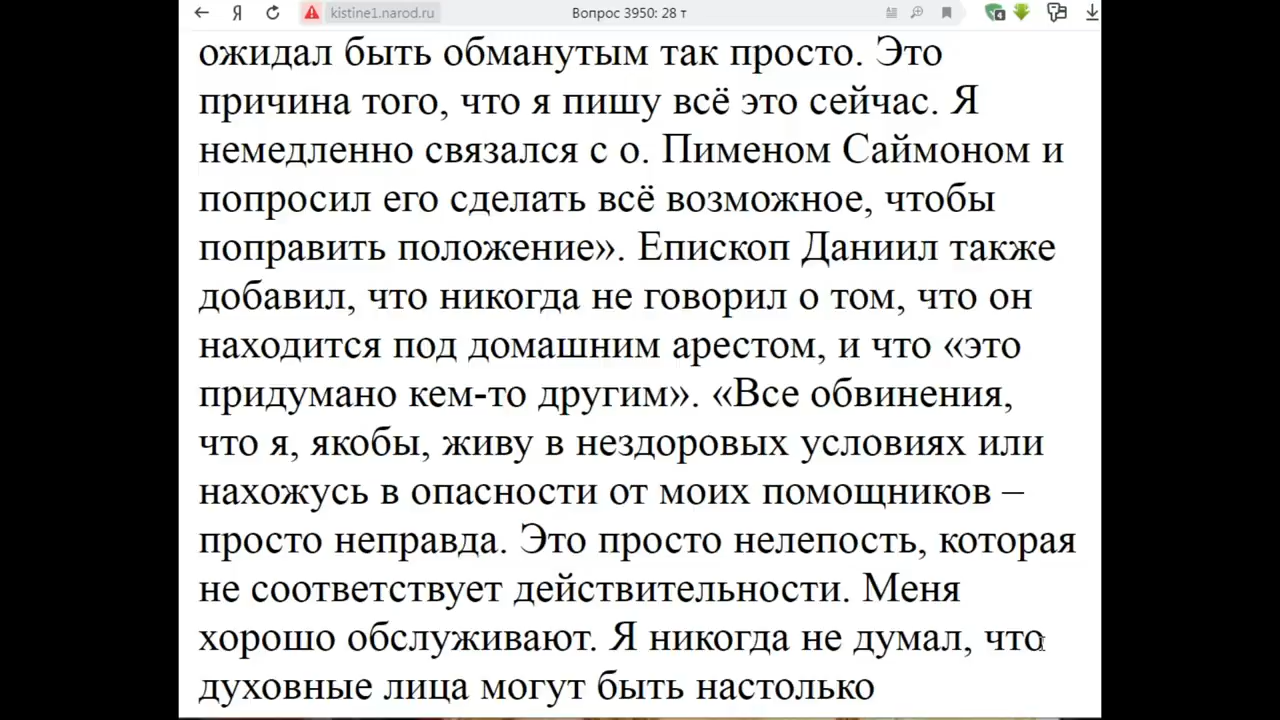 kistine1.narod.ru
Вопрос 3950: 28 т
4
ожидал быть обманутым так просто. Это
причина того, что я пишу всё это сейчас. Я
немедленно связался с о. Пименом Саймоном и
попросил его сделать всё возможное, чтобы
поправить положение». Епископ Даниил также
добавил, что никогда не говорил о том, что он
находится под домашним арестом, и что «это
придумано кем-то другим». «Все обвинения,
что я, якобы, живу в нездоровых условиях или
нахожусь в опасности от моих помощников –
просто неправда. Это просто нелепость, которая
не соответствует действительности. Меня
хорошо обслуживают. Я никогда не думал, что
духовные лица могут быть настолько